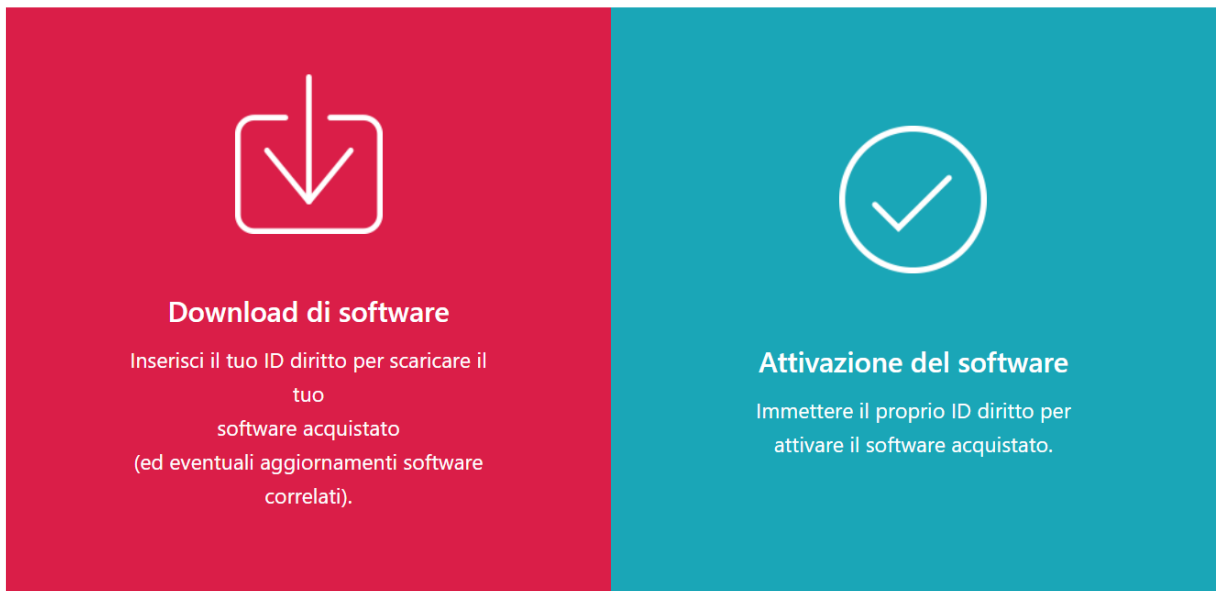 Download di software
Inserisci il tuo ID diritto per scaricare il
tuo
software acquistato
(ed eventuali aggiornamenti software
correlati).
Attivazione del software
Immettere il proprio ID diritto per
attivare il software acquistato.